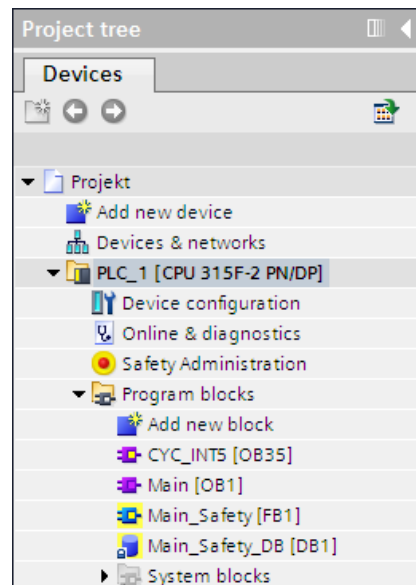 Project tree
Devices
Projekt
Add new device
Devices & networks
PLC_1 [CPU 315F-2 PN/DP]
Device configuration
Online & diagnostics
Safety Administration
Program blocks
Add new block
CYC_INT5 [OB35]
Main [OB1]
Main_Safety [FB1]
Main_Safety_DB [DB1]
System blocks